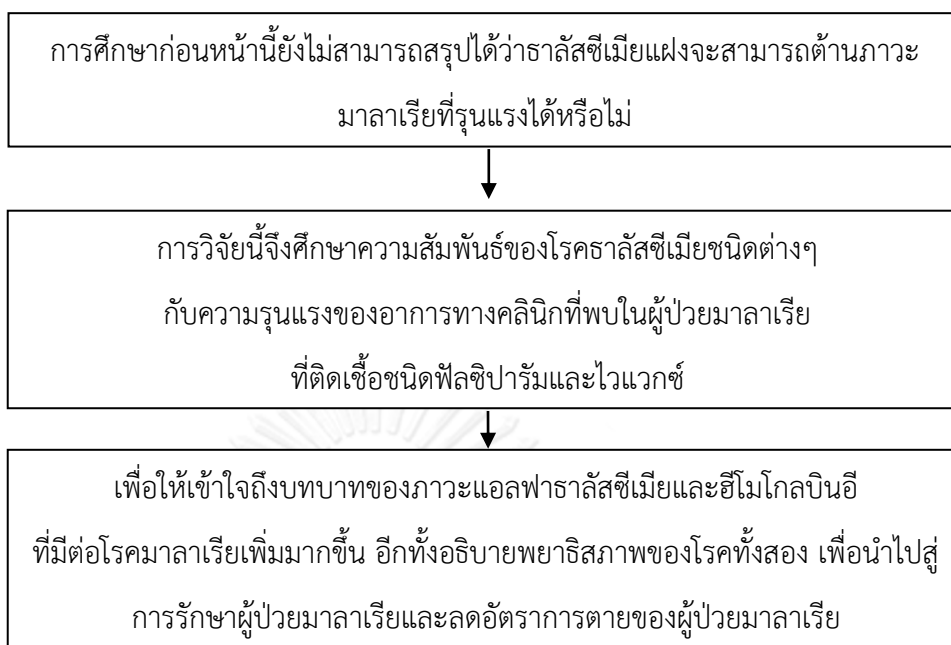 การศึกษาก่อนหน้านี้ยังไม่สามารถสรุปได้ว่าธาลัสซีเมียแฝงจะสามารถต้านภาวะ
มาลาเรียที่รุนแรงได้หรือไม่
การวิจัยนี้จึงศึกษาความสัมพันธ์ของโรคธาลัสซีเมียชนิดต่างๆ
กับความรุนแรงของอาการทางคลินิกที่พบในผู้ป่วยมาลาเรีย
ที่ติดเชื้อชนิดฟัลซิปารัมและไวแวกซ์
เพื่อให้เข้าใจถึงบทบาทของภาวะแอลฟาธาลัสซีเมียและฮีโมโกลบินอี
ที่มีต่อโรคมาลาเรียเพิ่มมากขึ้น อีกทั้งอธิบายพยาธิสภาพของโรคทั้งสอง เพื่อนำไปสู่
การรักษาผู้ป่วยมาลาเรียและลดอัตราการตายของผู้ป่วยมาลาเรีย